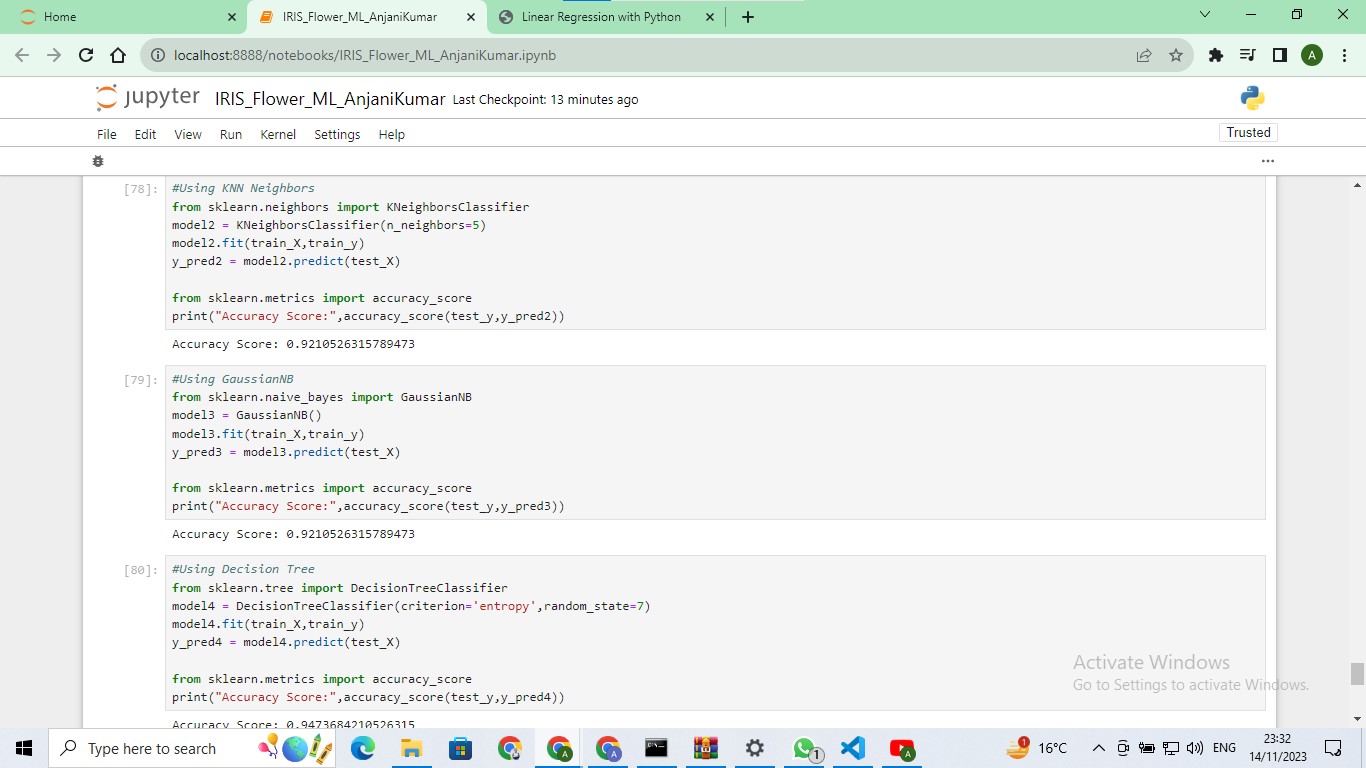 Home
IRIS_Flower_ML_AnjaniKumar
Linear Regression with Python
localhost:8888/notebooks/IRIS_Flower_ML_AnjaniKumar.ipynb
A
jupyter IRIS_Flower_ML_AnjaniKumar Last Checkpoint: 13 minutes ago
File Edit View Run Kernel Settings Help
Trusted
[78]:
#Using KNN Neighbors
from sklearn.neighbors import KNeighborsClassifier
model2 = KNeighborsClassifier(n_neighbors=5)
model2.fit(train_X,train_y)
y_pred2 = model2.predict(test_X)
from sklearn.metrics import accuracy_score
print("Accuracy Score:",accuracy_score(test_y,y_pred2))
Accuracy Score: 0.9210526315789473
[79]:
#Using GaussianNB
from sklearn.naive_bayes import GaussianNB
model3 = GaussianNB()
model3.fit(train_X,train_y)
y_pred3 = model3.predict(test_X)
from sklearn.metrics import accuracy_score
print("Accuracy Score:",accuracy_score(test_y,y_pred3))
Accuracy Score: 0.9210526315789473
[80]:
#Using Decision Tree
from sklearn.tree import DecisionTreeClassifier
model4 = DecisionTreeClassifier(criterion='entropy',random_state=7)
model4.fit(train_X,train_y)
y_pred4 = model4.predict(test_X)
from sklearn.metrics import accuracy_score
print("Accuracy Score:",accuracy_score(test_y,y_pred4))
Accuracy Score: 0.9473684210526315
Activate Windows
Go to Settings to activate Windows.
Type here to search
A
A
1
A
1
16°C
ENG
23:32
14/11/2023